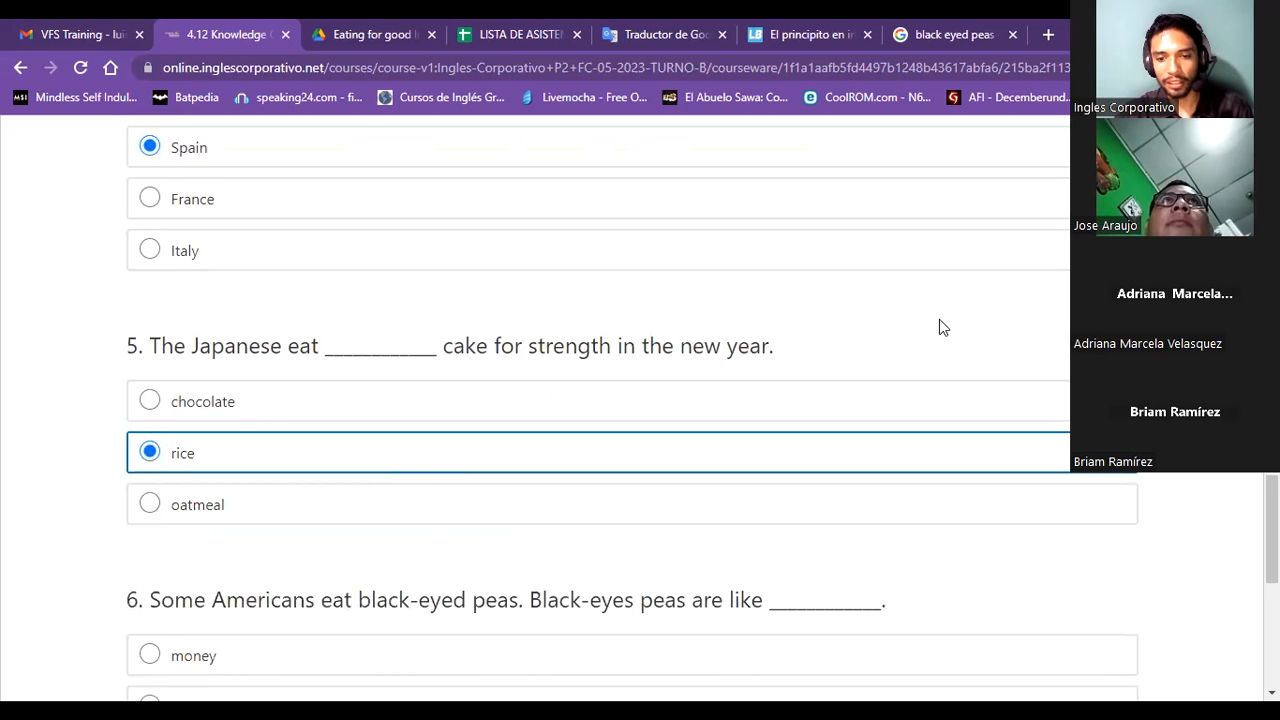 VFS Training - lui
4.12 Knowledge C
Eating for good l
LISTA DE ASISTEN
Traductor de Goo
El principito en in
black eyed peas
online.inglescorporativo.net/courses/course-v1:Ingles-Corporativo+P2+FC-05-2023-TURNO-B/courseware/1f1a1aafb5fd4497b1248b43617abfa6/215ba2f113
Mindless Self Indul...
Batpedia
speaking24.com - fi...
Cursos de Inglés Gr...
Livemocha - Free O...
El Abuelo Sawa: Co...
CoolROM.com - N6...
AFI - Decemberund...
Ingles Corporativo
Spain
France
Italy
Jose Araujo
Adriana Marcela...
Adriana Marcela Velasquez
5. The Japanese eat ____________ cake for strength in the new year.
chocolate
rice
oatmeal
Briam Ramírez
Briam Ramírez
6. Some Americans eat black-eyed peas. Black-eyes peas are like ____________.
money